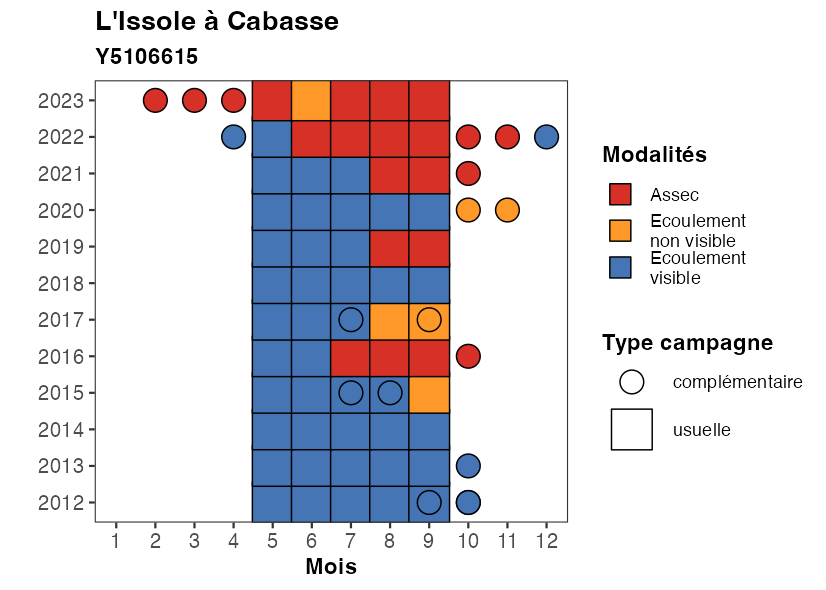 L'Issole à Cabasse
Y5106615
2023
2022
2021
2020
2019
2018
2017
2016
2015
2014
2013
2012
1 2 3 4 5 6 7 8 9 10 11 12
Mois
Modalités
Assec
Ecoulement
non visible
Ecoulement
visible
Type campagne
complémentaire
usuelle